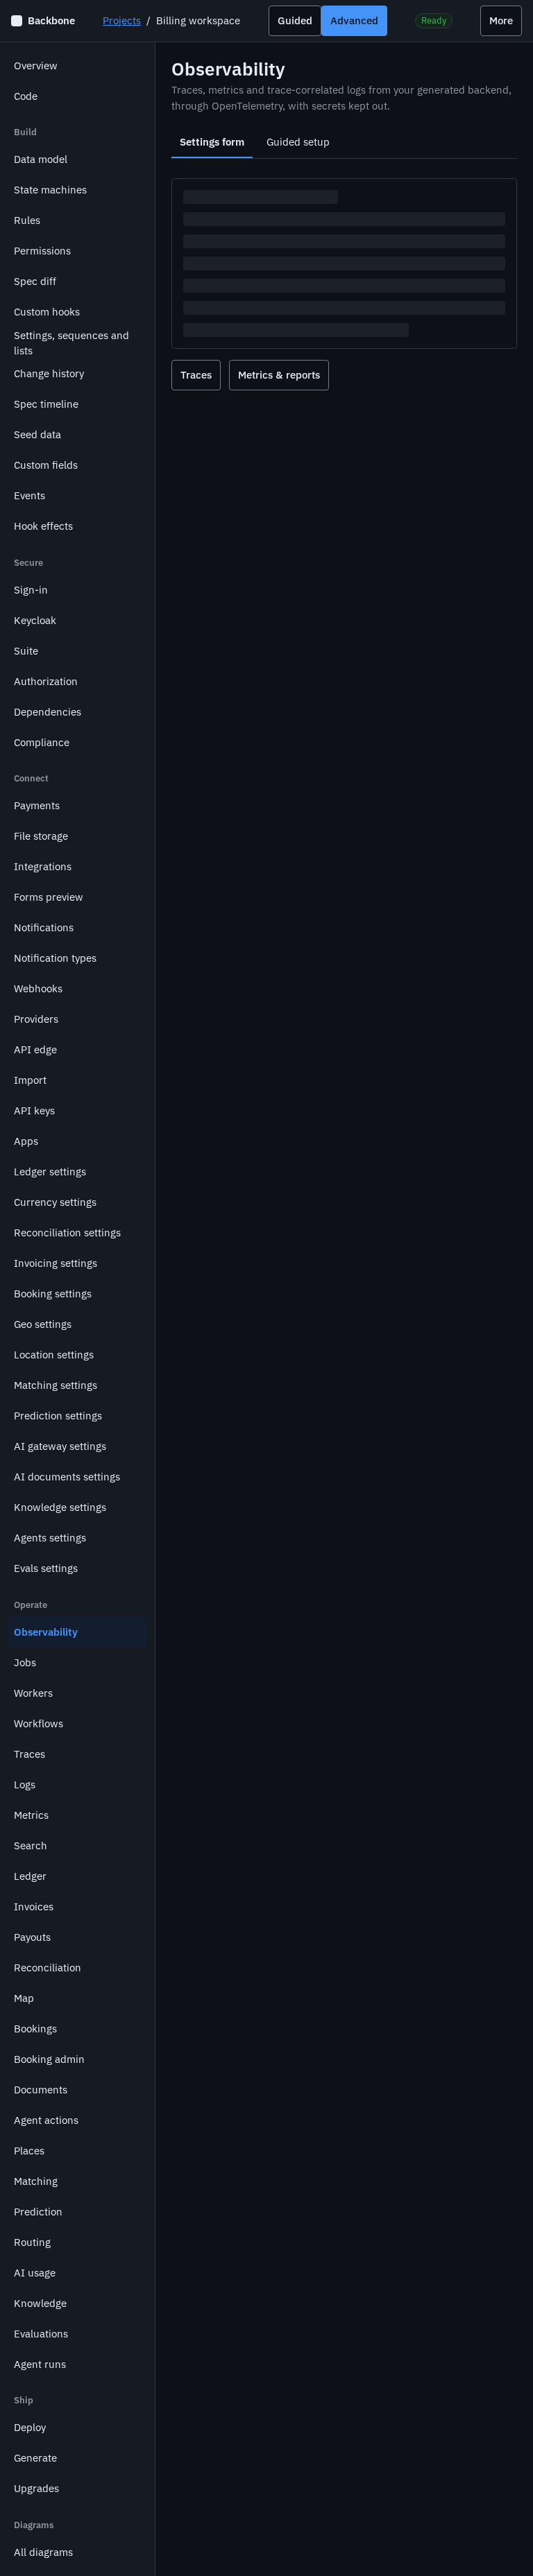 Backbone
Projects / Billing workspace
Guided
Advanced
Ready
More
Overview
Code
Build
Data model
State machines
Rules
Permissions
Spec diff
Custom hooks
Settings, sequences and
lists
Change history
Spec timeline
Seed data
Custom fields
Events
Hook effects
Secure
Sign-in
Keycloak
Suite
Authorization
Dependencies
Compliance
Connect
Payments
File storage
Integrations
Forms preview
Notifications
Notification types
Webhooks
Providers
API edge
Import
API keys
Apps
Ledger settings
Currency settings
Reconciliation settings
Invoicing settings
Booking settings
Geo settings
Location settings
Matching settings
Prediction settings
AI gateway settings
AI documents settings
Knowledge settings
Agents settings
Evals settings
Operate
Observability
Jobs
Workers
Workflows
Traces
Logs
Metrics
Search
Ledger
Invoices
Payouts
Reconciliation
Map
Bookings
Booking admin
Documents
Agent actions
Places
Matching
Prediction
Routing
AI usage
Knowledge
Evaluations
Agent runs
Ship
Deploy
Generate
Upgrades
Diagrams
All diagrams
Observability
Traces, metrics and trace-correlated logs from your generated backend,
through OpenTelemetry, with secrets kept out.
Settings form
Guided setup
Traces
Metrics & reports